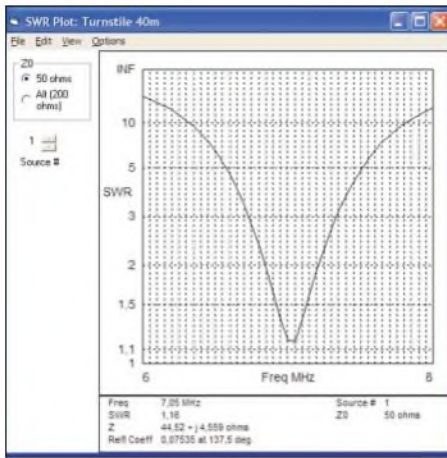 SWR Plot: Turnstile 40m
File Edit View Options
Z0
50 ohms
Alt (200
ohms)
1
Source #
INF
10
5
SWR
3
2
1,5
1,1
1
6 Freq MHz 8
Freq 7,05 MHz Source # 1
SWR 1,16 Z0 50 ohms
Z 44,52 + j 4,559 ohms
Refl Coeff 0,07535 at 137,5 deg.